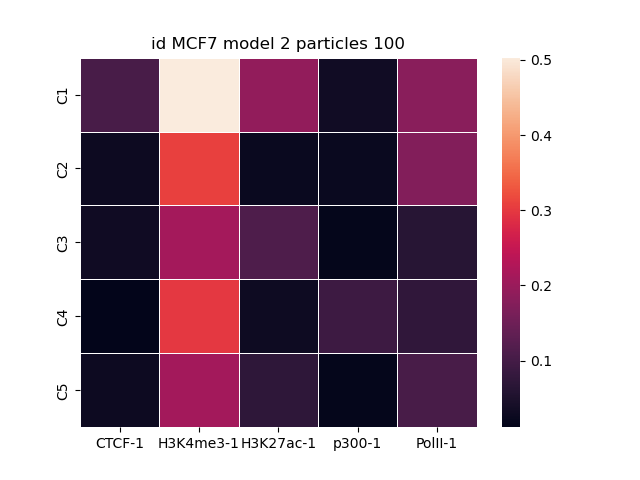 id MCF7 model 2 particles 100
C1
C2
C3
C4
C5
CTCF-1 H3K4me3-1 H3K27ac-1 p300-1 PolII-1
0.5
0.4
0.3
0.2
0.1